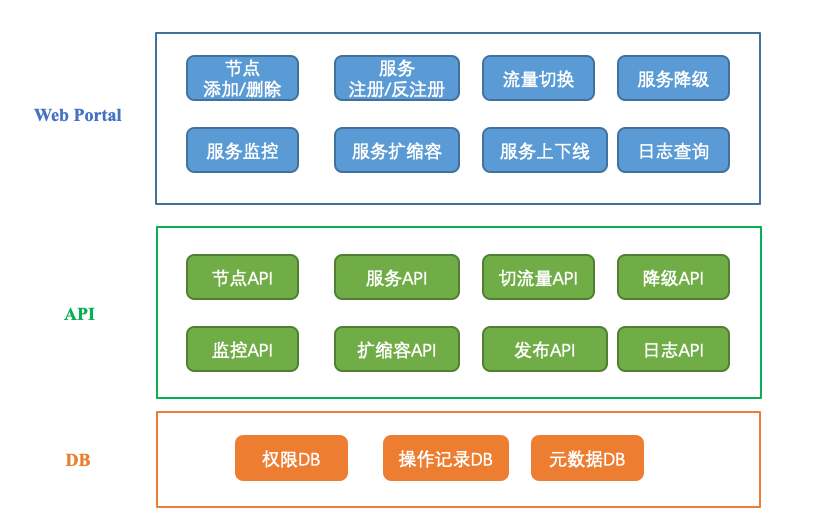 Web Portal
节点
添加/删除
服务
注册/反注册
流量切换
服务降级
服务监控
服务扩缩容
服务上下线
日志查询
API
节点API
服务API
切流量API
降级API
监控API
扩缩容API
发布API
日志API
DB
权限DB
操作记录DB
元数据DB